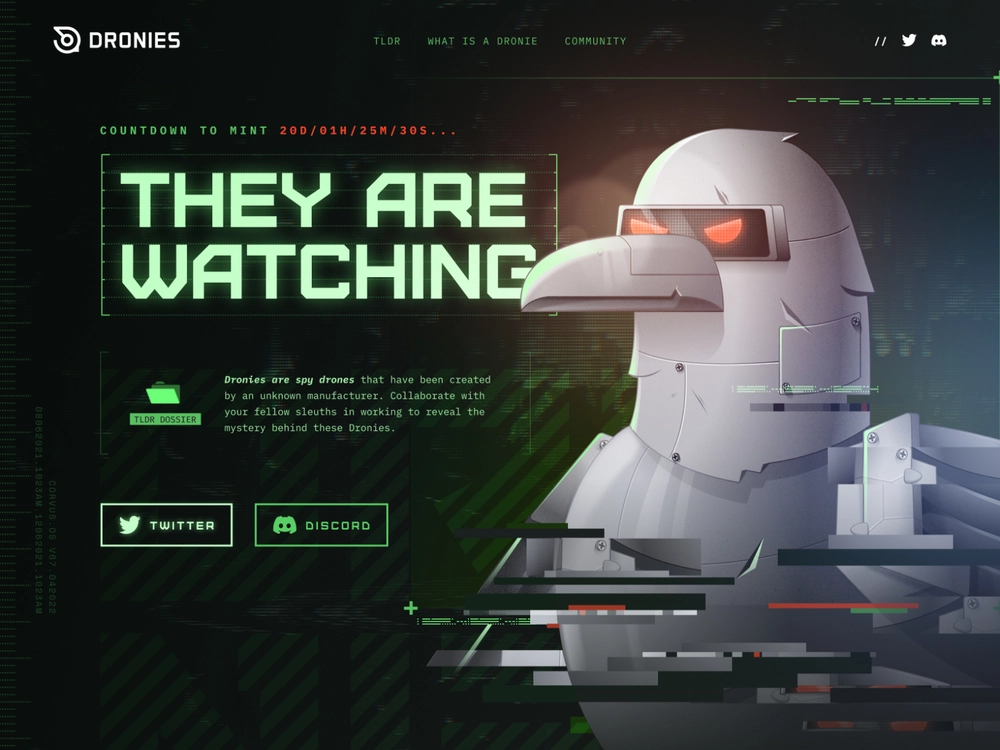 DRONIES
TLDR
WHAT IS A DRONIE
COMMUNITY
//
COUNTDOWN TO MINT 20D/01H/25M/30S...
THEY ARE
WATCHING
TLDR DOSSIER
Dronies are spy drones that have been created
by an unknown manufacturer. Collaborate with
your fellow sleuths in working to reveal the
mystery behind these Dronies.
TWITTER
DISCORD